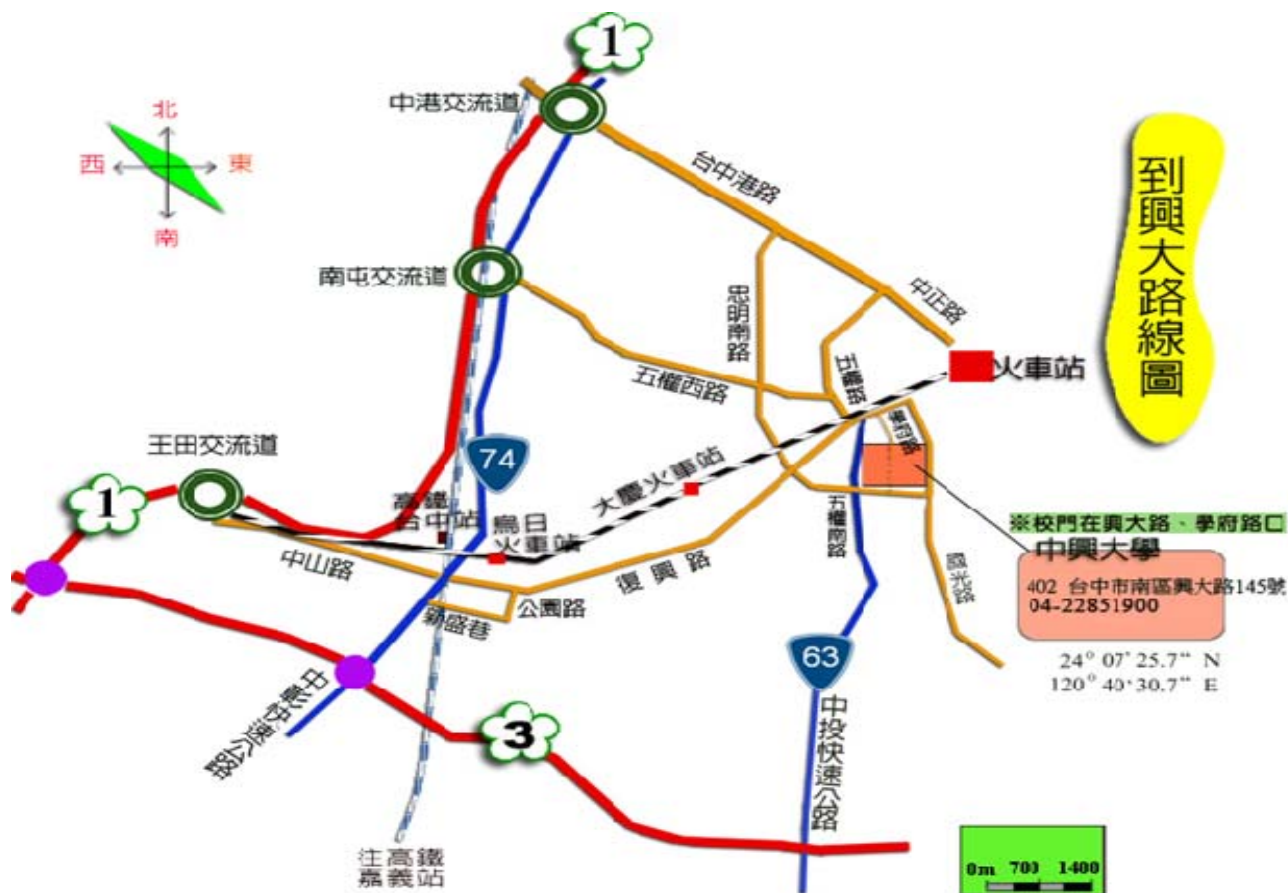 1
中港交流道
北
西
東
南
台中港路
到興大路線圖
南屯交流道
忠明南路
中正路
火車站
五權西路
五權路
學府路
王田交流道
74
大慶火車站
1
高鐵
台中站
烏日
火車站
五權南路
※校門在興大路、學府路口
中興大學
中山路
復興路
國光路
402 台中市南區興大路145號
04-22851900
公園路
新盛巷
63
24° 07' 25.7" N
120° 40' 30.7" E
中彰快速公路
3
中投快速公路
往高鐵
嘉義站
0m 700 1400